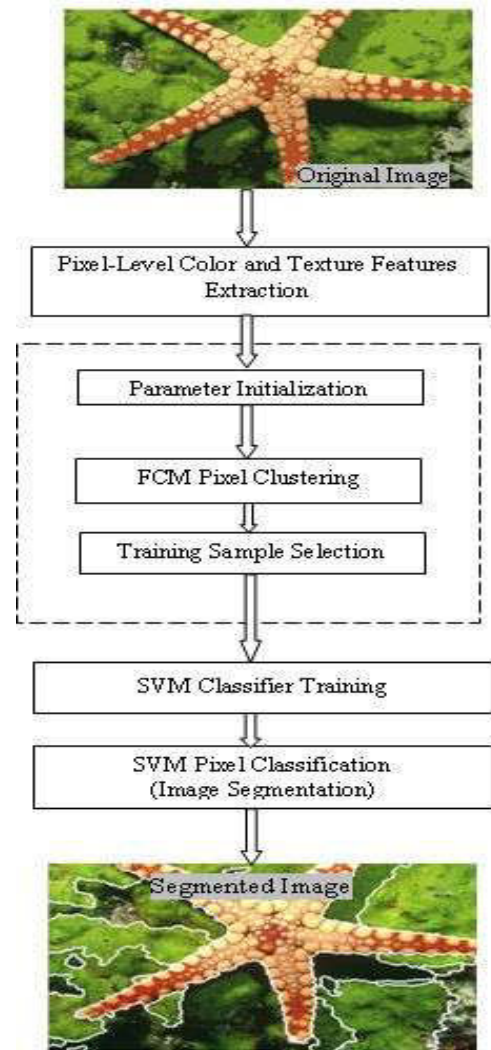 Original Image
Pixel-Level Color and Texture Features
Extraction
Parameter Initialization
FCM Pixel Clustering
Training Sample Selection
SVM Classifier Training
SVM Pixel Classification
(Image Segmentation)
Segmented Image